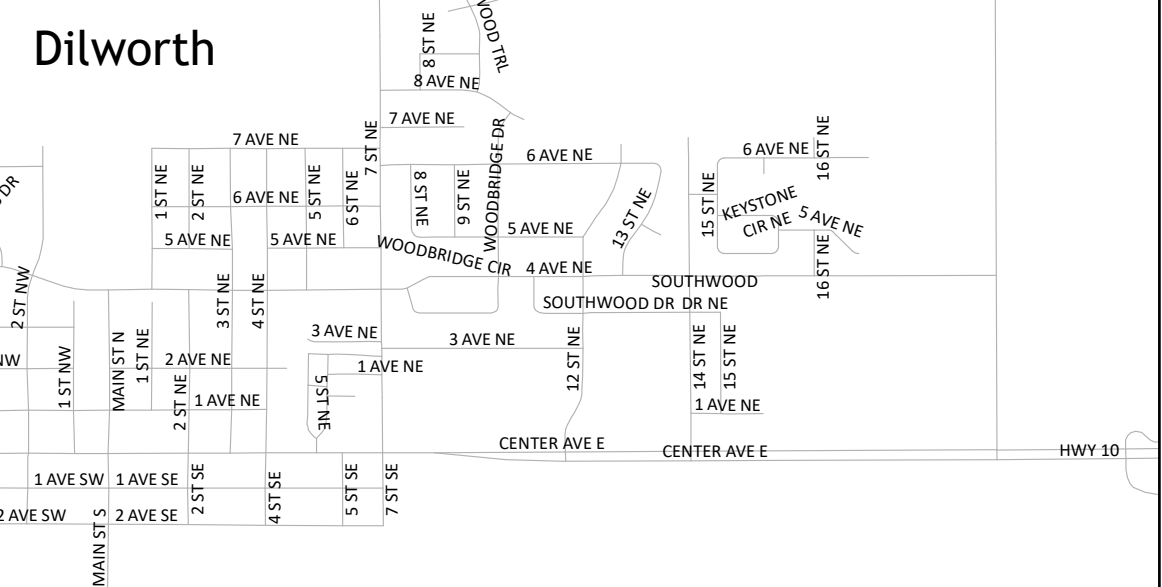 Dilworth
8 ST NE
WOOD TRL
8 AVE NE
7 AVE NE
7 AVE NE
7 ST NE
WOODBRIDGE DR
6 AVE NE
6 AVE NE
16 ST NE
DR
1 ST NE
2 ST NE
6 AVE NE
5 ST NE
6 ST NE
8 ST NE
9 ST NE
13 ST NE
15 ST NE
KEYSTONE
CIR NE
5 AVE NE
5 AVE NE
5 AVE NE
5 AVE NE
WOODBRIDGE CIR
4 AVE NE
16 ST NE
2 ST NW
3 ST NE
4 ST NE
SOUTHWOOD
SOUTHWOOD DR DR NE
3 AVE NE
3 AVE NE
12 ST NE
14 ST NE
15 ST NE
NW
1 ST NW
MAIN ST N
1 ST NE
2 AVE NE
1 AVE NE
2 ST NE
1 AVE NE
5 ST NE
1 AVE NE
CENTER AVE E
CENTER AVE E
HWY 10
1 AVE SW
1 AVE SE
2 ST SE
4 ST SE
5 ST SE
7 ST SE
2 AVE SW
2 AVE SE
MAIN ST S